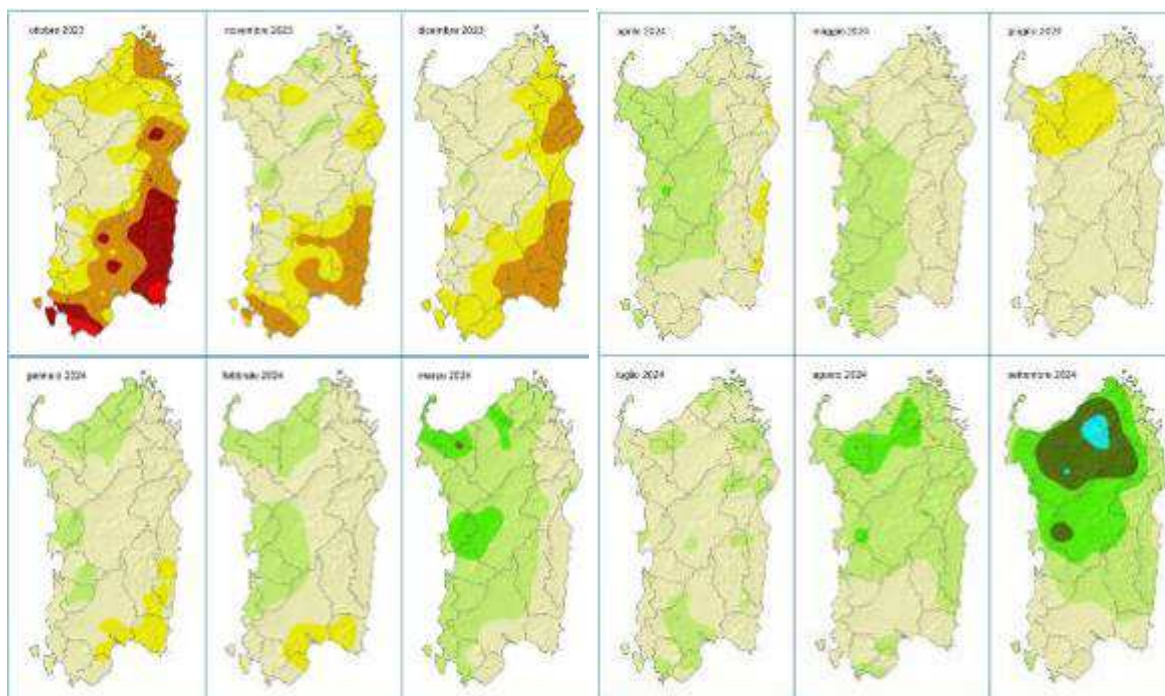 ottobre 2023
novembre 2023
dicembre 2023
aprile 2024
maggio 2024
giugno 2024
gennaio 2024
febbraio 2024
marzo 2024
luglio 2024
agosto 2024
settembre 2024